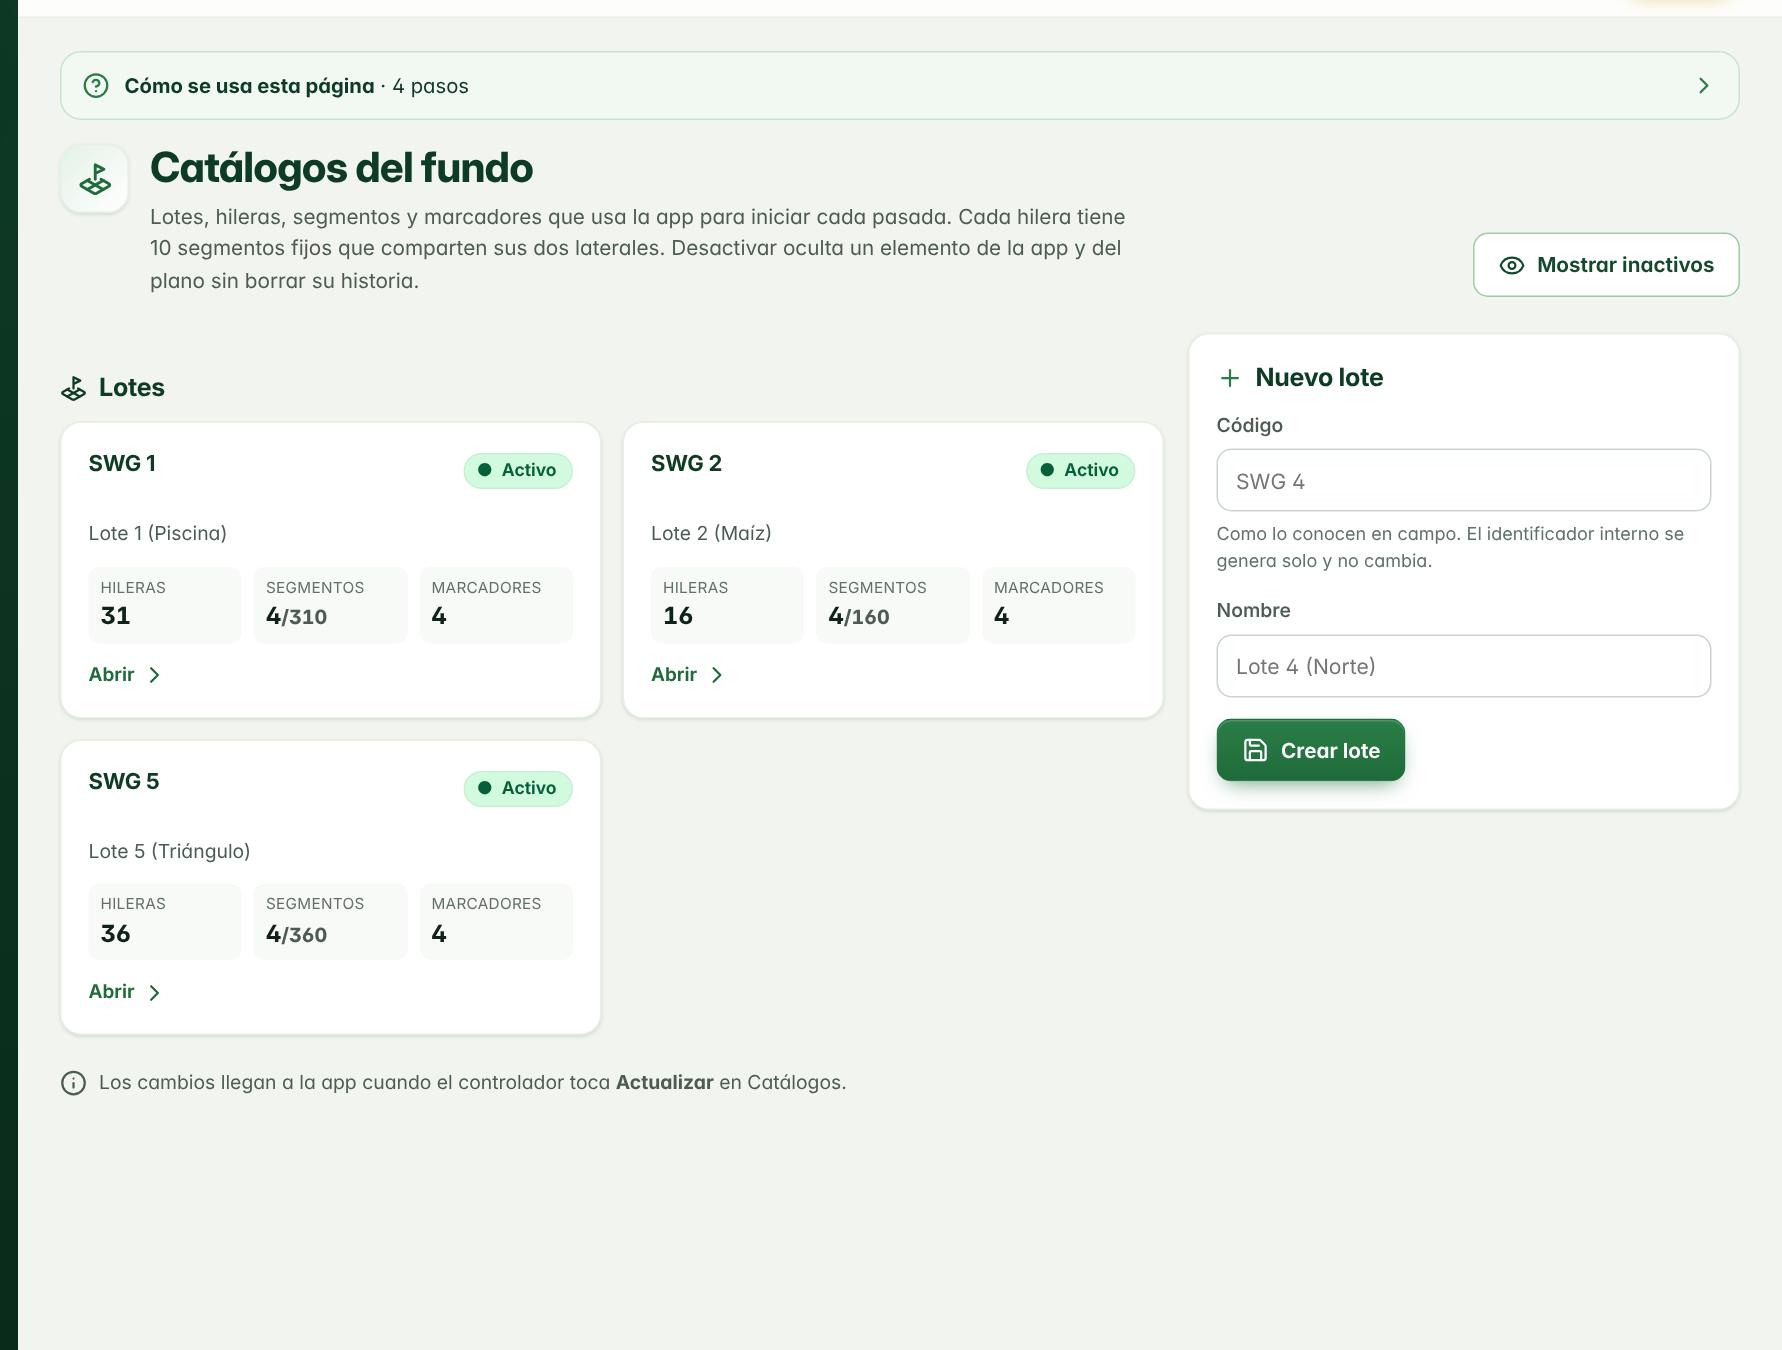 Cómo se usa esta página · 4 pasos
Catálogos del fundo
Lotes, hileras, segmentos y marcadores que usa la app para iniciar cada pasada. Cada hilera tiene
10 segmentos fijos que comparten sus dos laterales. Desactivar oculta un elemento de la app y del
plano sin borrar su historia.
Mostrar inactivos
Lotes
SWG 1
Activo
Lote 1 (Piscina)
HILERAS
31
SEGMENTOS
4/310
MARCADORES
4
Abrir
SWG 2
Activo
Lote 2 (Maíz)
HILERAS
16
SEGMENTOS
4/160
MARCADORES
4
Abrir
SWG 5
Activo
Lote 5 (Triángulo)
HILERAS
36
SEGMENTOS
4/360
MARCADORES
4
Abrir
Los cambios llegan a la app cuando el controlador toca Actualizar en Catálogos.
Nuevo lote
Código
SWG 4
Como lo conocen en campo. El identificador interno se
genera solo y no cambia.
Nombre
Lote 4 (Norte)
Crear lote